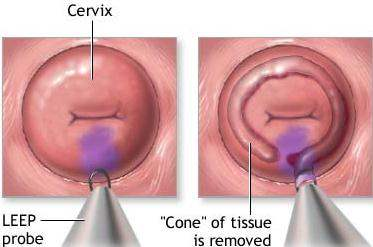 Cervix
LEEP
probe
"Cone" of tissue
is removed